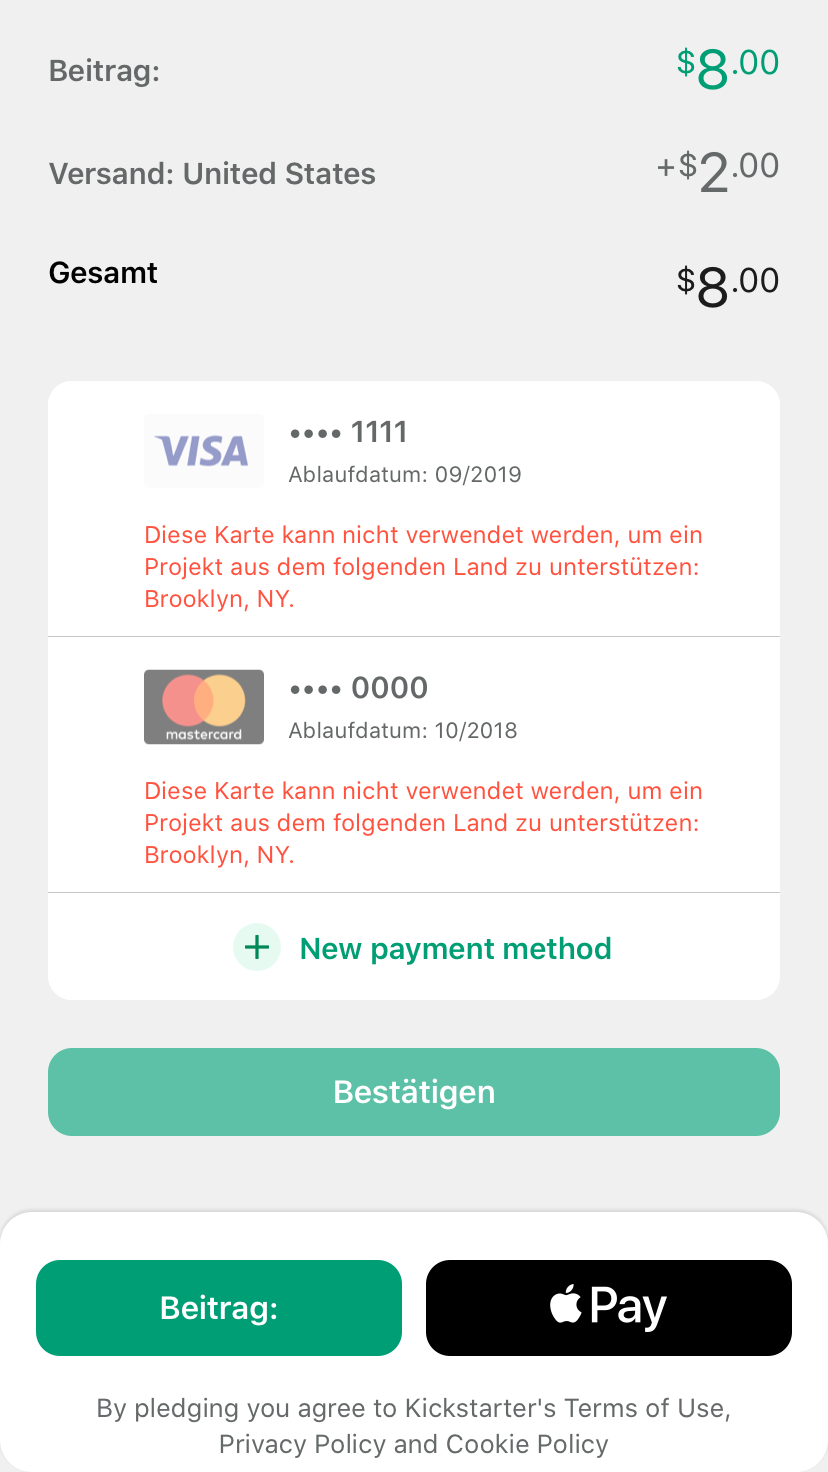 Beitrag: $8.00
Versand: United States +$2.00
Gesamt $8.00
VISA •••• 1111
Ablaufdatum: 09/2019
Diese Karte kann nicht verwendet werden, um ein
Projekt aus dem folgenden Land zu unterstützen:
Brooklyn, NY.
•••• 0000
mastercard Ablaufdatum: 10/2018
Diese Karte kann nicht verwendet werden, um ein
Projekt aus dem folgenden Land zu unterstützen:
Brooklyn, NY.
+ New payment method
Bestätigen
Beitrag: Pay
By pledging you agree to Kickstarter's Terms of Use,
Privacy Policy and Cookie Policy